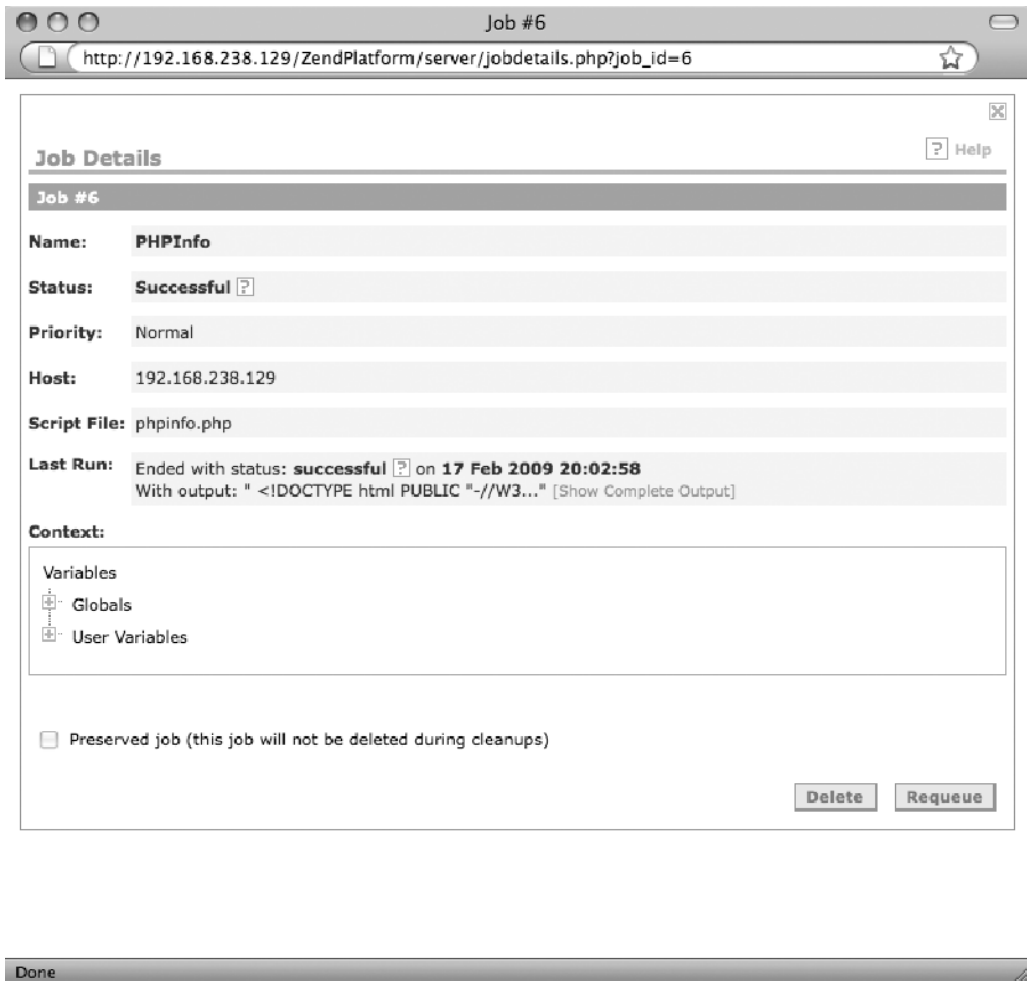 Job #6
http://192.168.238.129/ZendPlatform/server/jobdetails.php?job_id=6
Job Details
? Help
Job #6
Name: PHPInfo
Status: Successful ?
Priority: Normal
Host: 192.168.238.129
Script File: phpinfo.php
Last Run: Ended with status: successful ? on 17 Feb 2009 20:02:58
With output: " <!DOCTYPE html PUBLIC "-//W3..." [Show Complete Output]
Context:
Variables
Globals
User Variables
Preserved job (this job will not be deleted during cleanups)
Delete Requeue
Done